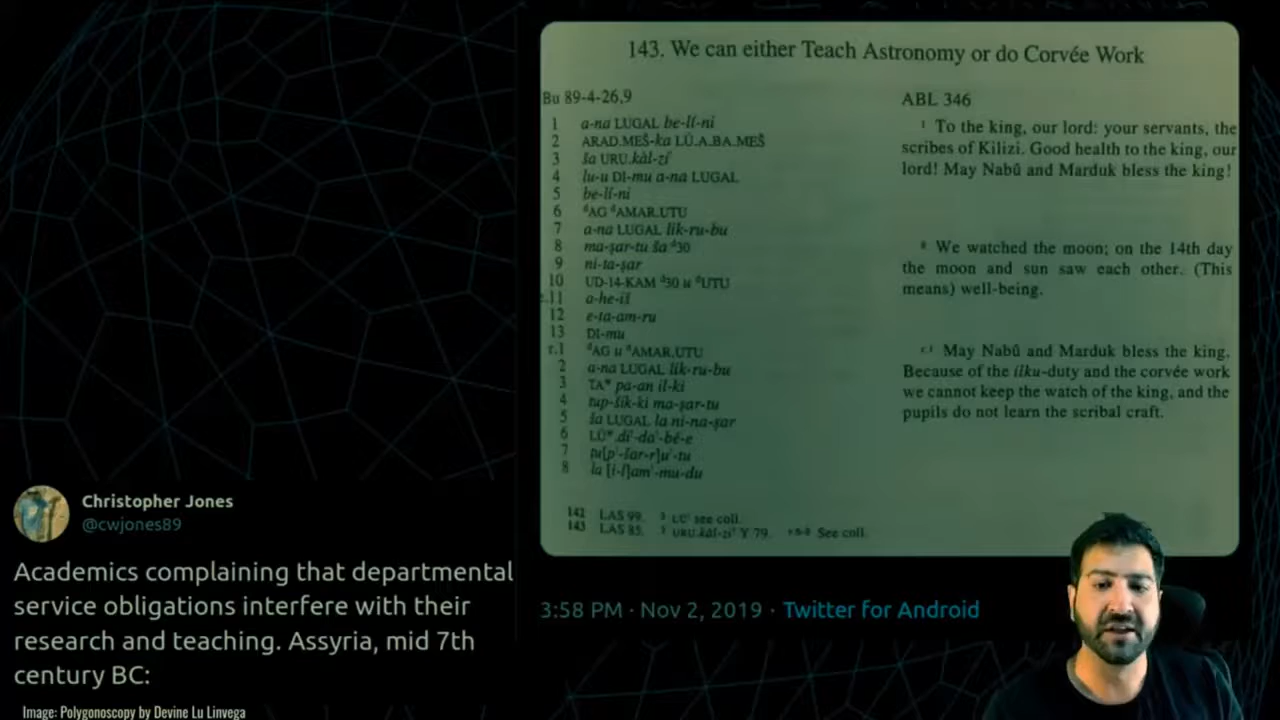 143. We can either Teach Astronomy or do Corvée Work
Bu 89-4-26,9
1 a-na LUGAL be-lí-ni
2 ARAD.MEŠ-ka LÚ.A.BA.MEŠ
3 ša URU.kàl-zi
4 lu-u DI-mu a-na LUGAL
5 be-lí-ni
6 dAG dAMAR.UTU
7 a-na LUGAL lik-ru-bu
8 ma-ṣar-tu ša d30
9 ni-ta-ṣar
10 UD-14-KAM d30 u dUTU
11 a-he-iš
12 e-ta-am-ru
13 DI-mu
r.1 dAG u dAMAR.UTU
2 a-na LUGAL lik-ru-bu
3 TA* pa-an il-ki
4 tup-šik-ki ma-ṣar-tu
5 ša LUGAL la ni-na-ṣar
6
7
8
ABL 346
1 To the king, our lord: your servants, the
scribes of Kilizi. Good health to the king, our
lord! May Nabû and Marduk bless the king!
8 We watched the moon; on the 14th day
the moon and sun saw each other. (This
means) well-being.
r.1 May Nabû and Marduk bless the king.
Because of the ilku-duty and the corvée work
we cannot keep the watch of the king, and the
pupils do not learn the scribal craft.
142 LAS 99. see coll.
143 LAS 85. Y 79. See coll.
Christopher Jones
@cwjones89
Academics complaining that departmental
service obligations interfere with their
research and teaching. Assyria, mid 7th
century BC:
3:58 PM · Nov 2, 2019 · Twitter for Android
Image: Polygonoscopy by Devine Lu Linvega